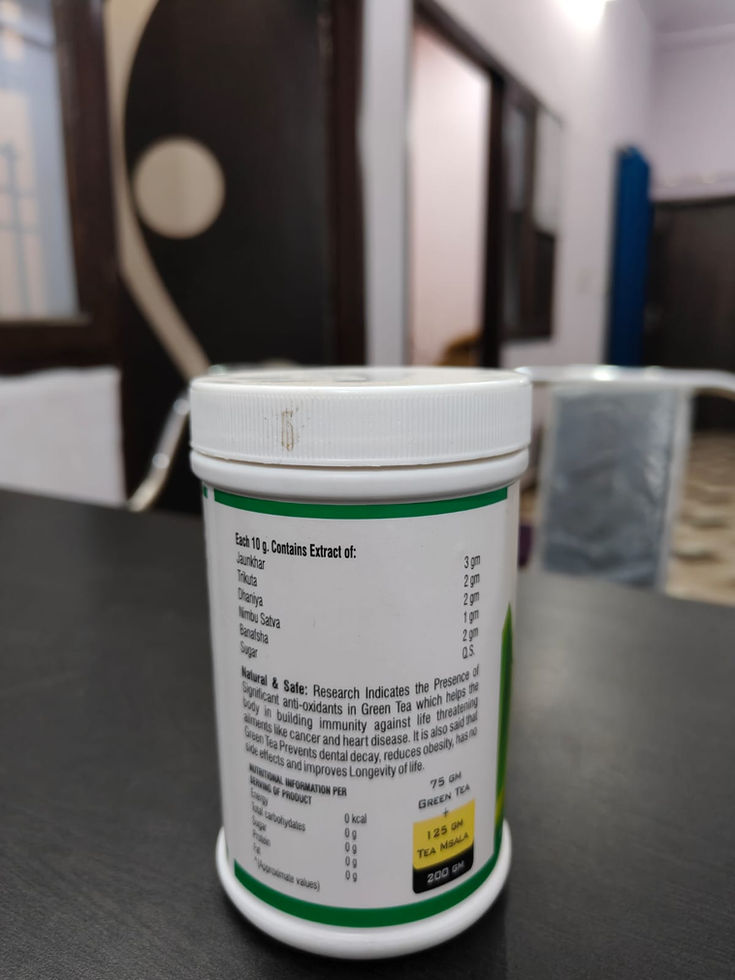 Each 10 g. Contains Extract of:
Jaunkhar 3 gm
Trikuta 2 gm
Dhaniya 2 gm
Nimbu Satva 1 gm
Banafsha 2 gm
Sugar Q.S.
Natural & Safe: Research Indicates the Presence of
Significant anti-oxidants in Green Tea which helps the
body in building immunity against life threatening
ailments like cancer and heart disease. It is also said that
Green Tea Prevents dental decay, reduces obesity, has no
side effects and improves Longevity of life.
NUTRITIONAL INFORMATION PER
SERVING OF PRODUCT
Energy 0 kcal
Total carbohydates 0 g
Sugar 0 g
Protein 0 g
Fat 0 g
*(Approximate values)
75 GM
GREEN TEA
+
125 GM
TEA MSALA
200 GM